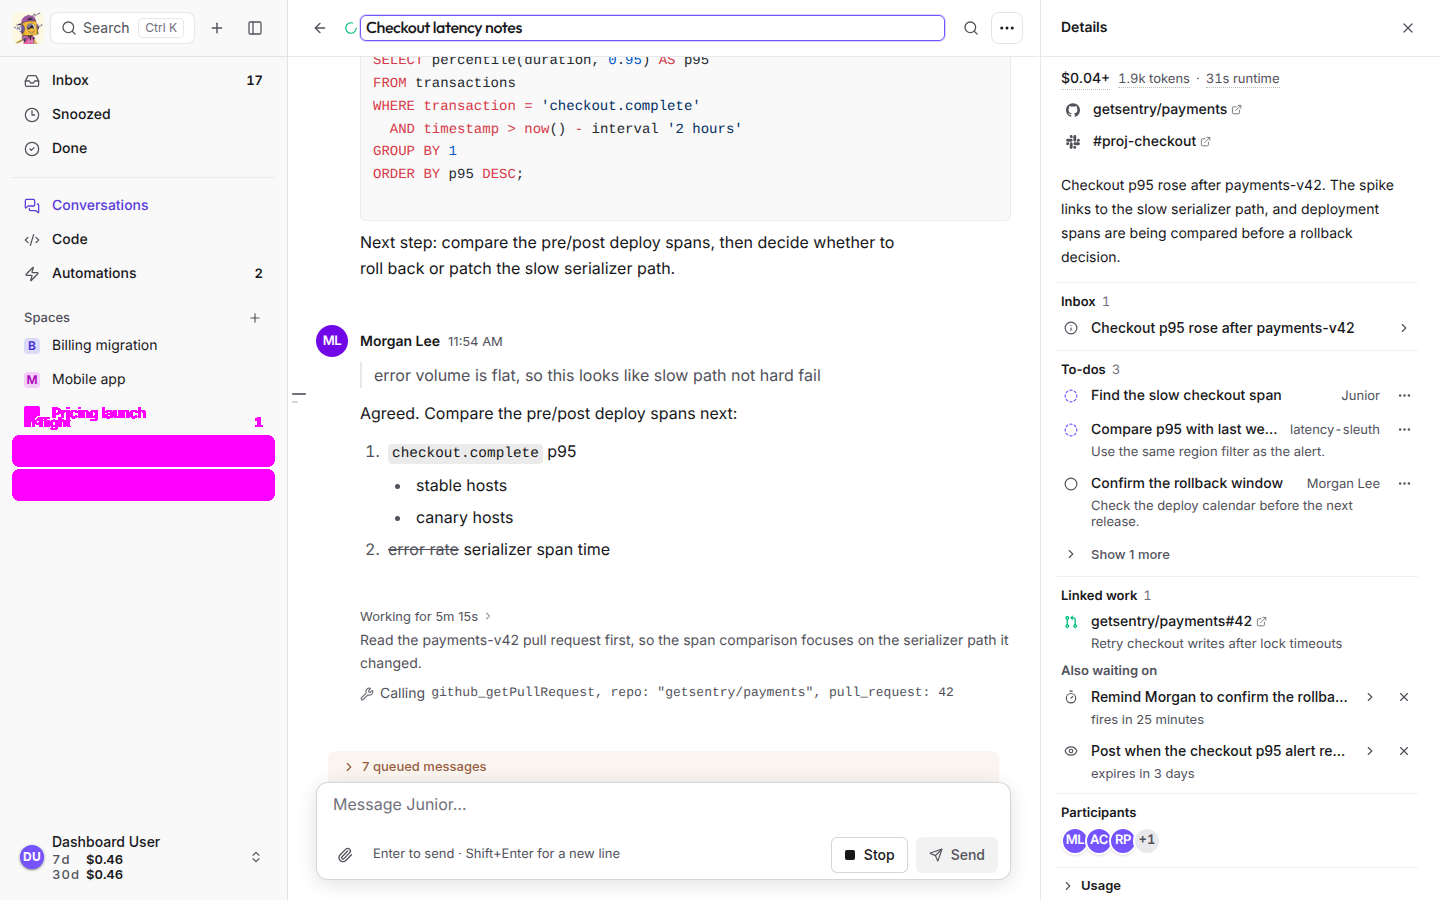 Search Ctrl K
Inbox 17
Snoozed
Done
Conversations
Code
Automations 2
Spaces
B Billing migration
M Mobile app
Pricing launch
1
DU Dashboard User
7d $0.46
30d $0.46
Checkout latency notes
SELECT percentile(duration, 0.95) AS p95
FROM transactions
WHERE transaction = 'checkout.complete'
AND timestamp > now() - interval '2 hours'
GROUP BY 1
ORDER BY p95 DESC;
Next step: compare the pre/post deploy spans, then decide whether to
roll back or patch the slow serializer path.
ML Morgan Lee 11:54 AM
error volume is flat, so this looks like slow path not hard fail
Agreed. Compare the pre/post deploy spans next:
1. checkout.complete p95
• stable hosts
• canary hosts
2. error rate serializer span time
Working for 5m 15s
Read the payments-v42 pull request first, so the span comparison focuses on the serializer path it
changed.
Calling github_getPullRequest, repo: "getsentry/payments", pull_request: 42
7 queued messages
Message Junior...
Enter to send · Shift+Enter for a new line
Stop
Send
Details
$0.04+ 1.9k tokens · 31s runtime
getsentry/payments
#proj-checkout
Checkout p95 rose after payments-v42. The spike
links to the slow serializer path, and deployment
spans are being compared before a rollback
decision.
Inbox 1
Checkout p95 rose after payments-v42
To-dos 3
Find the slow checkout span Junior
Compare p95 with last we... latency-sleuth
Use the same region filter as the alert.
Confirm the rollback window Morgan Lee
Check the deploy calendar before the next
release.
Show 1 more
Linked work 1
getsentry/payments#42
Retry checkout writes after lock timeouts
Also waiting on
Remind Morgan to confirm the rollba...
fires in 25 minutes
Post when the checkout p95 alert re...
expires in 3 days
Participants
ML AC RP +1
Usage